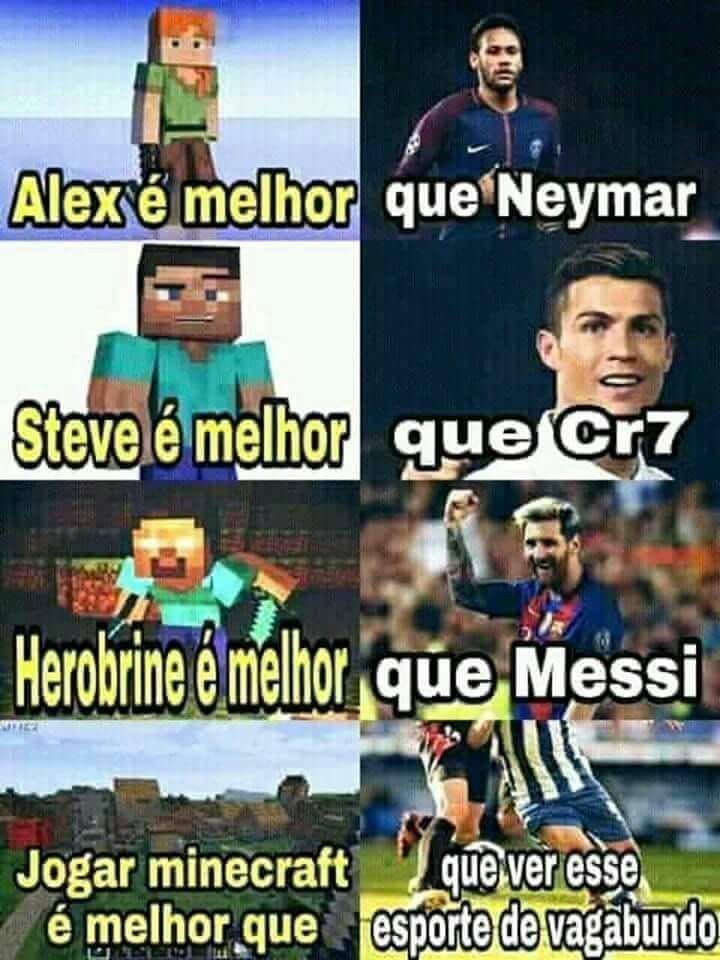 Alex é melhor que Neymar
Steve é melhor que Cr7
Herobrine é melhor que Messi
Jogar minecraft
é melhor que
que ver esse
esporte de vagabundo